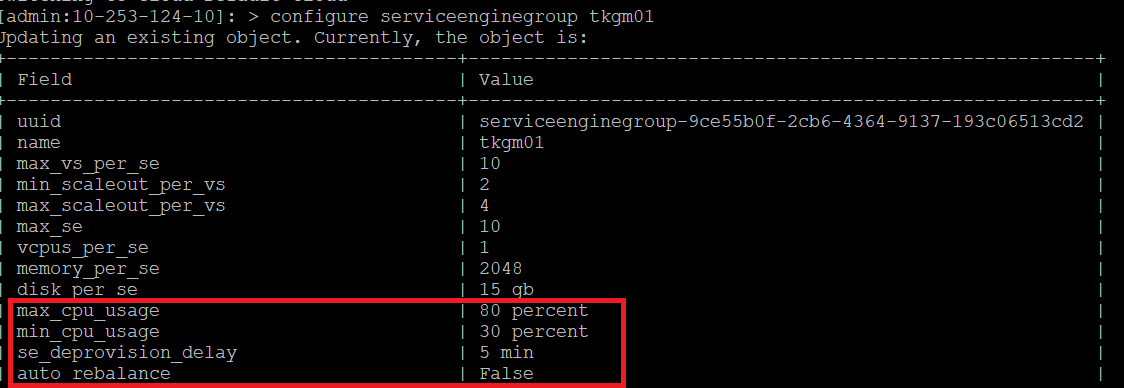 [admin:10-253-124-10]: > configure serviceenginegroup tkgm01
Updating an existing object. Currently, the object is:
+-------------------------------------------+-----------------------------------------------------------+
| Field | Value |
+-------------------------------------------+-----------------------------------------------------------+
| uuid | serviceenginegroup-9ce55b0f-2cb6-4364-9137-193c06513cd2 |
| name | tkgm01 |
| max_vs_per_se | 10 |
| min_scaleout_per_vs | 2 |
| max_scaleout_per_vs | 4 |
| max_se | 10 |
| vcpus_per_se | 1 |
| memory_per_se | 2048 |
| disk_per_se | 15 gb |
| max_cpu_usage | 80 percent |
| min_cpu_usage | 30 percent |
| se_deprovision_delay | 5 min |
| auto_rebalance | False |